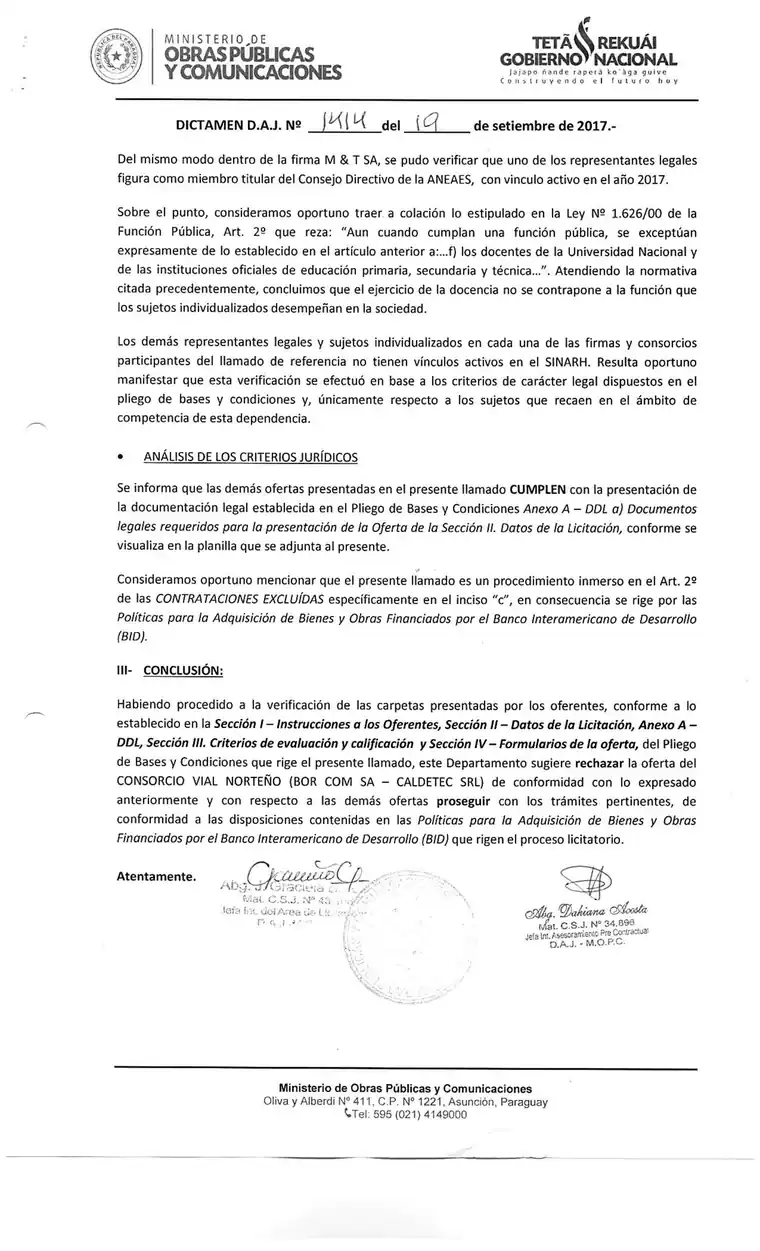 MINISTERIO DE
OBRAS PÚBLICAS
Y COMUNICACIONES
TETÃ REKUÁI
GOBIERNO NACIONAL
Jajapo ñande raperã ko'ãga guive
Construyendo el futuro hoy
DICTAMEN D.A.J. Nº 1414 del 19 de setiembre de 2017.-
Del mismo modo dentro de la firma M & T SA, se pudo verificar que uno de los representantes legales
figura como miembro titular del Consejo Directivo de la ANEAES, con vinculo activo en el año 2017.
Sobre el punto, consideramos oportuno traer a colación lo estipulado en la Ley Nº 1.626/00 de la
Función Pública, Art. 2º que reza: “Aun cuando cumplan una función pública, se exceptúan
expresamente de lo establecido en el artículo anterior a:...f) los docentes de la Universidad Nacional y
de las instituciones oficiales de educación primaria, secundaria y técnica...”. Atendiendo la normativa
citada precedentemente, concluimos que el ejercicio de la docencia no se contrapone a la función que
los sujetos individualizados desempeñan en la sociedad.
Los demás representantes legales y sujetos individualizados en cada una de las firmas y consorcios
participantes del llamado de referencia no tienen vínculos activos en el SINARH. Resulta oportuno
manifestar que esta verificación se efectuó en base a los criterios de carácter legal dispuestos en el
pliego de bases y condiciones y, únicamente respecto a los sujetos que recaen en el ámbito de
competencia de esta dependencia.
• ANÁLISIS DE LOS CRITERIOS JURÍDICOS
Se informa que las demás ofertas presentadas en el presente llamado CUMPLEN con la presentación de
la documentación legal establecida en el Pliego de Bases y Condiciones Anexo A – DDL a) Documentos
legales requeridos para la presentación de la Oferta de la Sección II. Datos de la Licitación, conforme se
visualiza en la planilla que se adjunta al presente.
Consideramos oportuno mencionar que el presente llamado es un procedimiento inmerso en el Art. 2º
de las CONTRATACIONES EXCLUÍDAS específicamente en el inciso “c”, en consecuencia se rige por las
Políticas para la Adquisición de Bienes y Obras Financiados por el Banco Interamericano de Desarrollo
(BID).
III- CONCLUSIÓN:
Habiendo procedido a la verificación de las carpetas presentadas por los oferentes, conforme a lo
establecido en la Sección I – Instrucciones a los Oferentes, Sección II – Datos de la Licitación, Anexo A –
DDL, Sección III. Criterios de evaluación y calificación y Sección IV – Formularios de la oferta, del Pliego
de Bases y Condiciones que rige el presente llamado, este Departamento sugiere rechazar la oferta del
CONSORCIO VIAL NORTEÑO (BOR COM SA – CALDETEC SRL) de conformidad con lo expresado
anteriormente y con respecto a las demás ofertas proseguir con los trámites pertinentes, de
conformidad a las disposiciones contenidas en las Políticas para la Adquisición de Bienes y Obras
Financiados por el Banco Interamericano de Desarrollo (BID) que rigen el proceso licitatorio.
Atentamente.
Abg. Graciela
Mat. C.S.J. Nº
Abg. Dahiana Acosta
Mat. C.S.J. Nº 34.896
Jefa Int. Asesoramiento Pre Contractual
D.A.J. - M.O.P.C.
Ministerio de Obras Públicas y Comunicaciones
Oliva y Alberdi Nº 411, C.P. Nº 1221, Asunción, Paraguay
Tel: 595 (021) 4149000